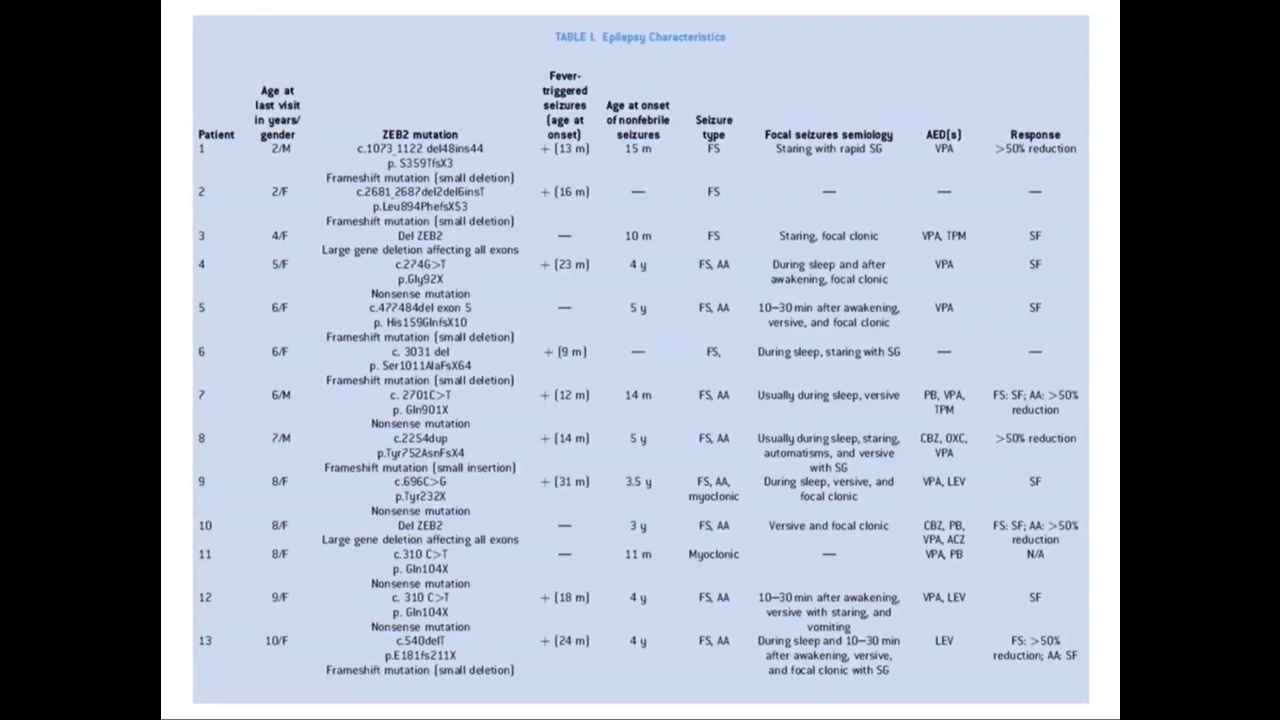 TABLE I. Epilepsy Characteristics
Fever-
Age at triggered
last visit seizures Age at onset
in years/ (age at of nonfebrile Seizure
Patient gender ZEB2 mutation onset) seizures type Focal seizures semiology AED(s) Response
1 2/M c.1073_1122 del48ins44 + (13 m) 15 m FS Staring with rapid SG VPA >50% reduction
p. S359TfsX3
Frameshift mutation (small deletion)
2 2/F c.2681_2687del2del6insT + (16 m) — FS — — —
p.Leu894PhefsX53
Frameshift mutation (small deletion)
3 4/F Del ZEB2 — 10 m FS Staring, focal clonic VPA, TPM SF
Large gene deletion affecting all exons
4 5/F c.274G>T + (23 m) 4 y FS, AA During sleep and after VPA SF
p.Gly92X awakening, focal clonic
Nonsense mutation
5 6/F c.477484del exon 5 — 5 y FS, AA 10–30 min after awakening, VPA SF
p. His159GlnfsX10 versive, and focal clonic
Frameshift mutation (small deletion)
6 6/F c. 3031 del + (9 m) — FS, During sleep, staring with SG — —
p. Ser1011AlaFsX64
Frameshift mutation (small deletion)
7 6/M c. 2701C>T + (12 m) 14 m FS, AA Usually during sleep, versive PB, VPA, FS: SF; AA: >50%
p. Gln901X TPM reduction
Nonsense mutation
8 7/M c.2254dup + (14 m) 5 y FS, AA Usually during sleep, staring, CBZ, OXC, >50% reduction
p.Tyr752AsnFsX4 automatisms, and versive VPA
Frameshift mutation (small insertion) with SG
9 8/F c.696C>G + (31 m) 3.5 y FS, AA, During sleep, versive, and VPA, LEV SF
p.Tyr232X myoclonic focal clonic
Nonsense mutation
10 8/F Del ZEB2 — 3 y FS, AA Versive and focal clonic CBZ, PB, FS: SF; AA: >50%
Large gene deletion affecting all exons VPA, ACZ reduction
11 8/F c.310 C>T — 11 m Myoclonic — VPA, PB N/A
p. Gln104X
Nonsense mutation
12 9/F c. 310 C>T + (18 m) 4 y FS, AA 10–30 min after awakening, VPA, LEV SF
p. Gln104X versive with staring, and
Nonsense mutation vomiting
13 10/F c.540delT + (24 m) 4 y FS, AA During sleep and 10–30 min LEV FS: >50%
p.E181fs211X after awakening, versive, reduction; AA: SF
Frameshift mutation (small deletion) and focal clonic with SG